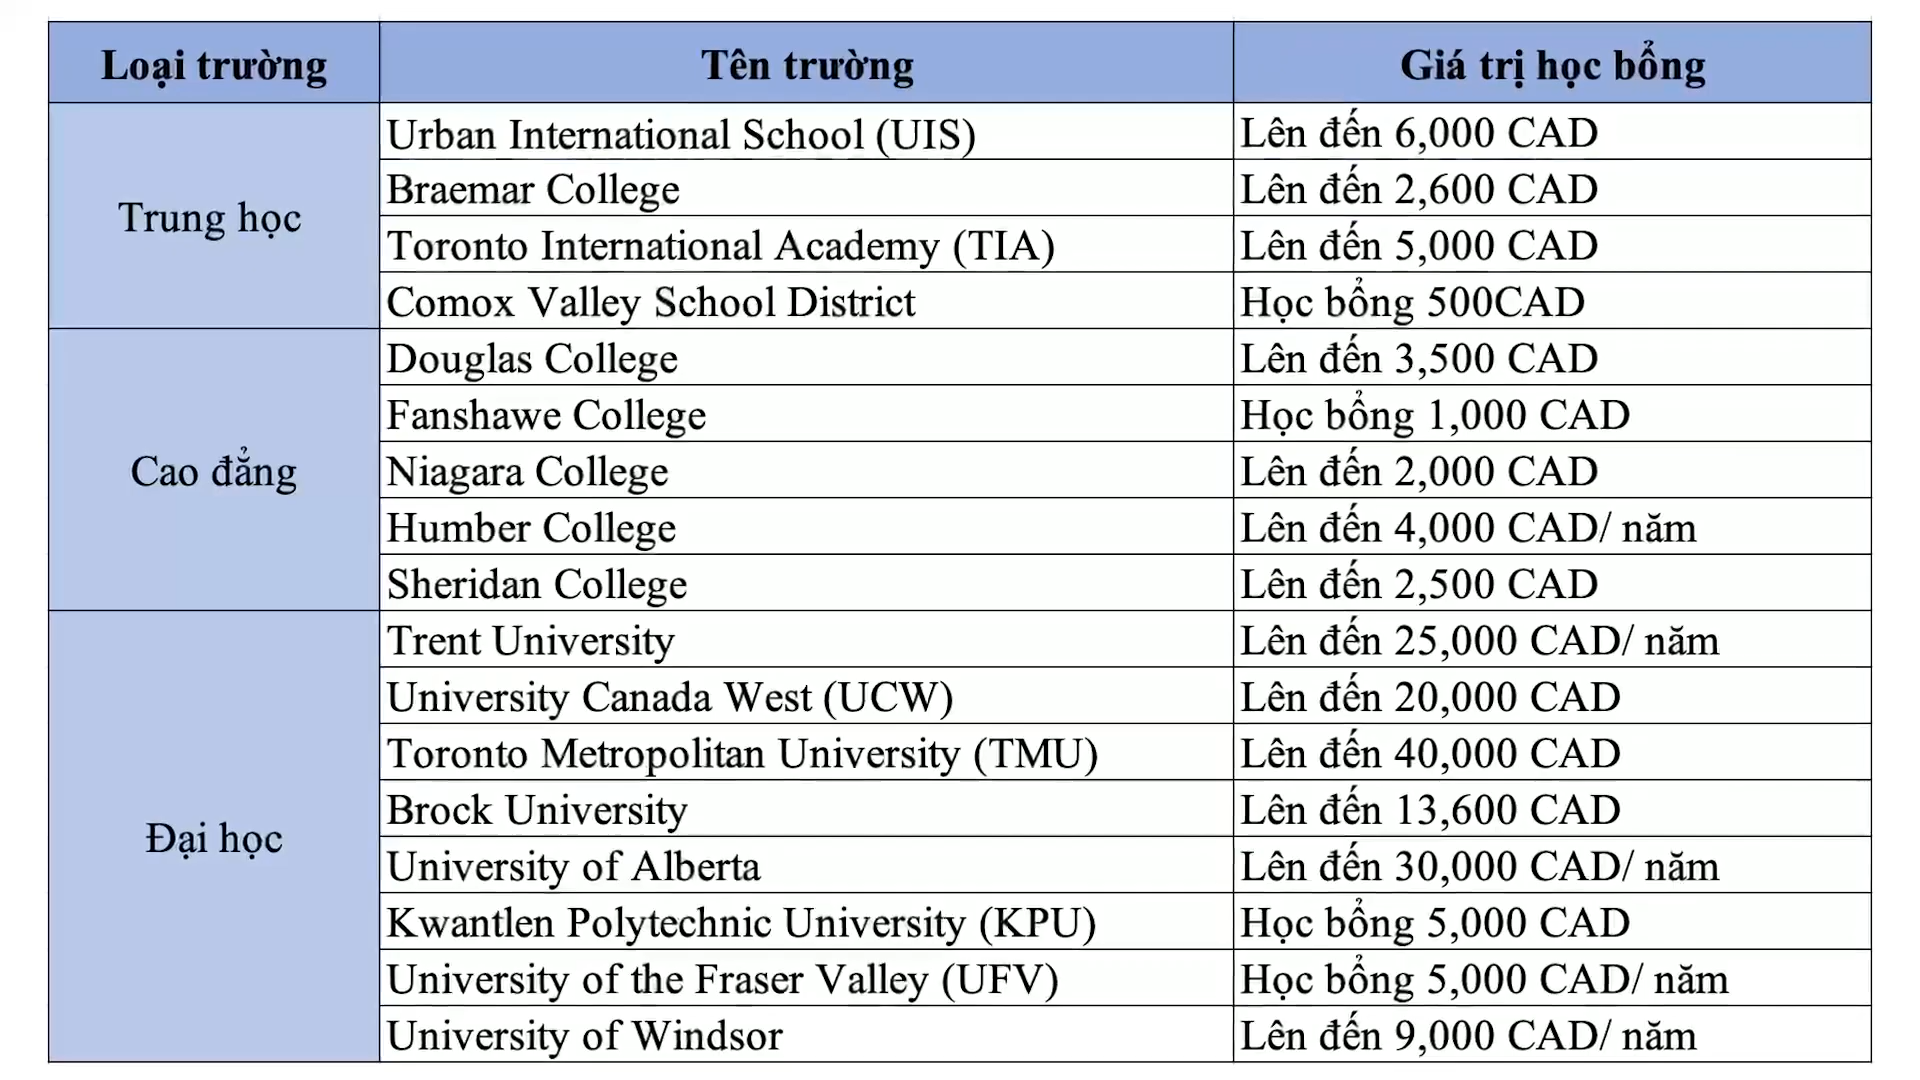 Loại trường Tên trường Giá trị học bổng
Trung học
Urban International School (UIS) Lên đến 6,000 CAD
Braemar College Lên đến 2,600 CAD
Toronto International Academy (TIA) Lên đến 5,000 CAD
Comox Valley School District Học bổng 500CAD
Cao đẳng
Douglas College Lên đến 3,500 CAD
Fanshawe College Học bổng 1,000 CAD
Niagara College Lên đến 2,000 CAD
Humber College Lên đến 4,000 CAD/ năm
Sheridan College Lên đến 2,500 CAD
Đại học
Trent University Lên đến 25,000 CAD/ năm
University Canada West (UCW) Lên đến 20,000 CAD
Toronto Metropolitan University (TMU) Lên đến 40,000 CAD
Brock University Lên đến 13,600 CAD
University of Alberta Lên đến 30,000 CAD/ năm
Kwantlen Polytechnic University (KPU) Học bổng 5,000 CAD
University of the Fraser Valley (UFV) Học bổng 5,000 CAD/ năm
University of Windsor Lên đến 9,000 CAD/ năm